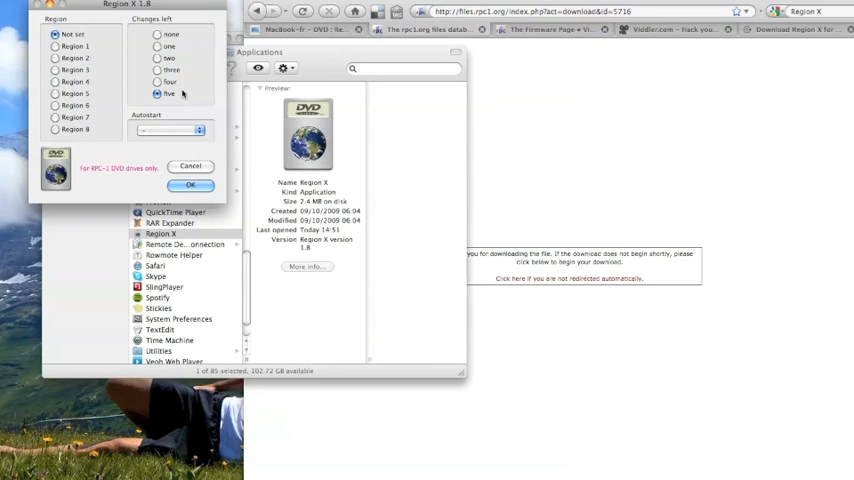 Region X 1.8
Region
Changes left
Not set
Region 1
Region 2
Region 3
Region 4
Region 5
Region 6
Region 7
Region 8
none
one
two
three
four
five
Autostart
-
DVD
For RPC-1 DVD drives only.
Cancel
OK
http://files.rpc1.org/index.php?act=download&id=5716
Region X
MacBook-fr - Dell : Re...
The rpc1.org files datab...
The Firmware Page « Vi...
Viddler.com - Hack you...
Download Region X for ...
Applications
Preview:
DVD
Name Region X
Kind Application
Size 2.4 MB on disk
Created 09/10/2009 06:04
Modified 09/10/2009 06:04
Last opened Today 14:51
Version Region X version
1.8
More info...
QuickTime Player
RAR Expander
Region X
Remote De...onnection
Rowmote Helper
Safari
Skype
SlingPlayer
Spotify
Stickies
System Preferences
TextEdit
Time Machine
Utilities
Veoh Web Player
1 of 85 selected, 102.72 GB available
you for downloading the file. If the download does not begin shortly, please
click below to begin your download.
Click here if you are not redirected automatically.